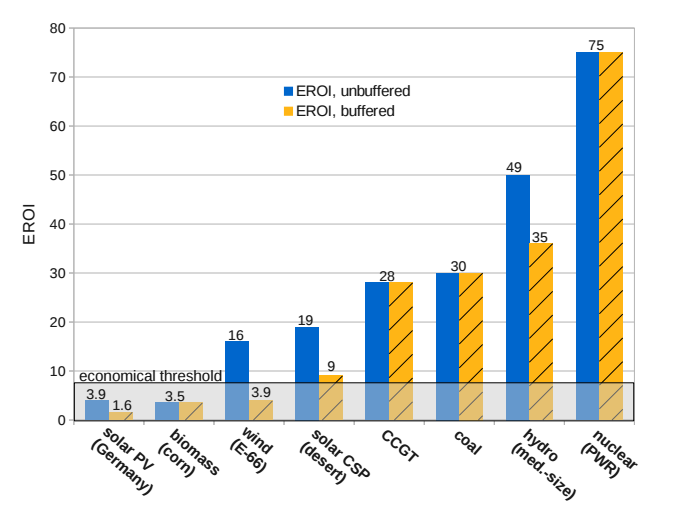 80
70
60
50
40
30
20
10
0
EROI
EROI, unbuffered
EROI, buffered
economical threshold
3.9
1.6
3.5
16
3.9
19
9
28
30
49
35
75
solar PV
(Germany)
biomass
(corn)
wind
(E-66)
solar CSP
(desert)
CCGT
coal
hydro
(med.-size)
nuclear
(PWR)